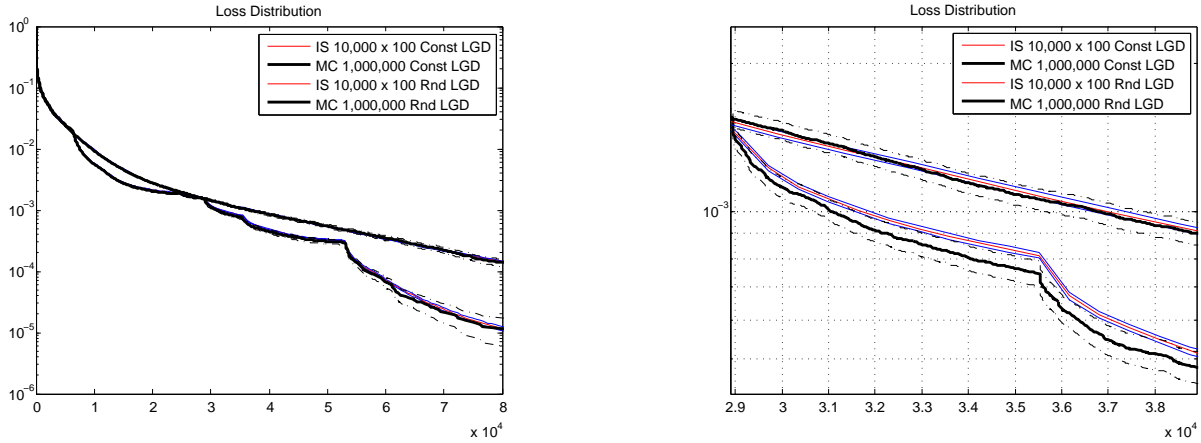 Loss Distribution
IS 10,000 x 100 Const LGD
MC 1,000,000 Const LGD
IS 10,000 x 100 Rnd LGD
MC 1,000,000 Rnd LGD
10^0
10^-1
10^-2
10^-3
10^-4
10^-5
10^-6
0 1 2 3 4 5 6 7 8
x 10^4
Loss Distribution
IS 10,000 x 100 Const LGD
MC 1,000,000 Const LGD
IS 10,000 x 100 Rnd LGD
MC 1,000,000 Rnd LGD
10^-3
2.9 3 3.1 3.2 3.3 3.4 3.5 3.6 3.7 3.8
x 10^4